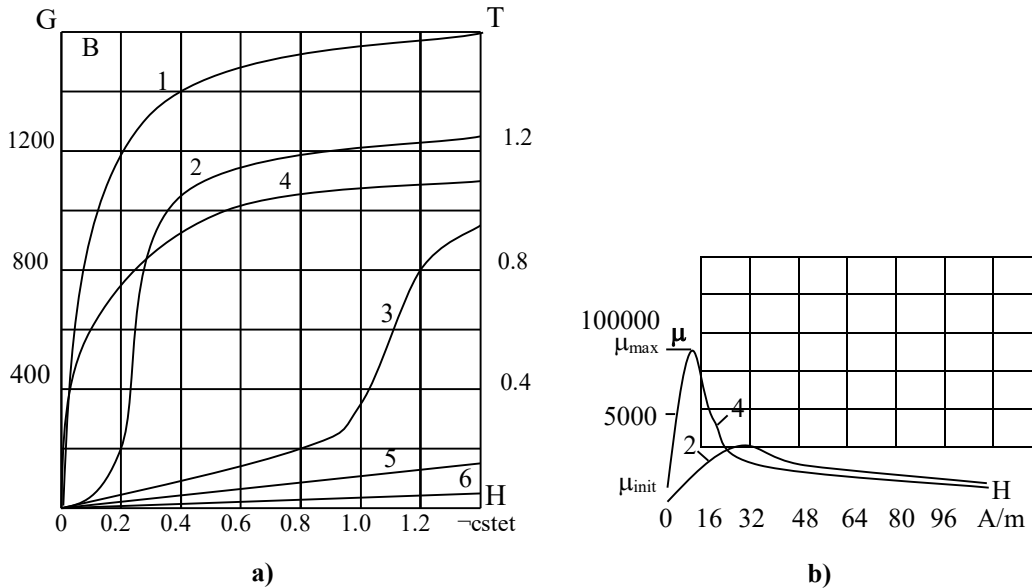 G
T
B
1
1200
1.2
2
4
800
0.8
3
400
0.4
5
6
H
0 0.2 0.4 0.6 0.8 1.0 1.2 ¬cstet
a)
100000
μ
μmax
5000
4
2
μinit
H
0 16 32 48 64 80 96 A/m
b)